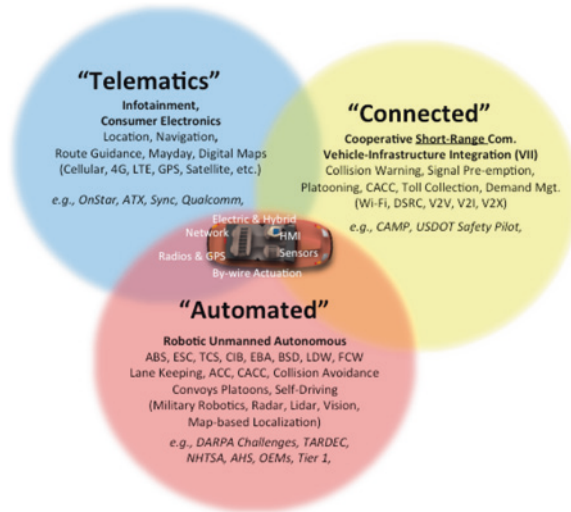 “Telematics”
Infotainment,
Consumer Electronics
Location, Navigation,
Route Guidance, Mayday, Digital Maps
(Cellular, 4G, LTE, GPS, Satellite, etc.)
e.g., OnStar, ATX, Sync, Qualcomm,
“Connected”
Cooperative Short-Range Com.
Vehicle-Infrastructure Integration (VII)
Collision Warning, Signal Pre-emption,
Platooning, CACC, Toll Collection, Demand Mgt.
(Wi-Fi, DSRC, V2V, V2I, V2X)
e.g., CAMP, USDOT Safety Pilot,
Electric & Hybrid
Network
HMI
Radios & GPS
Sensors
By-wire Actuation
“Automated”
Robotic Unmanned Autonomous
ABS, ESC, TCS, CIB, EBA, BSD, LDW, FCW
Lane Keeping, ACC, CACC, Collision Avoidance
Convoys Platoons, Self-Driving
(Military Robotics, Radar, Lidar, Vision,
Map-based Localization)
e.g., DARPA Challenges, TARDEC,
NHTSA, AHS, OEMs, Tier 1,